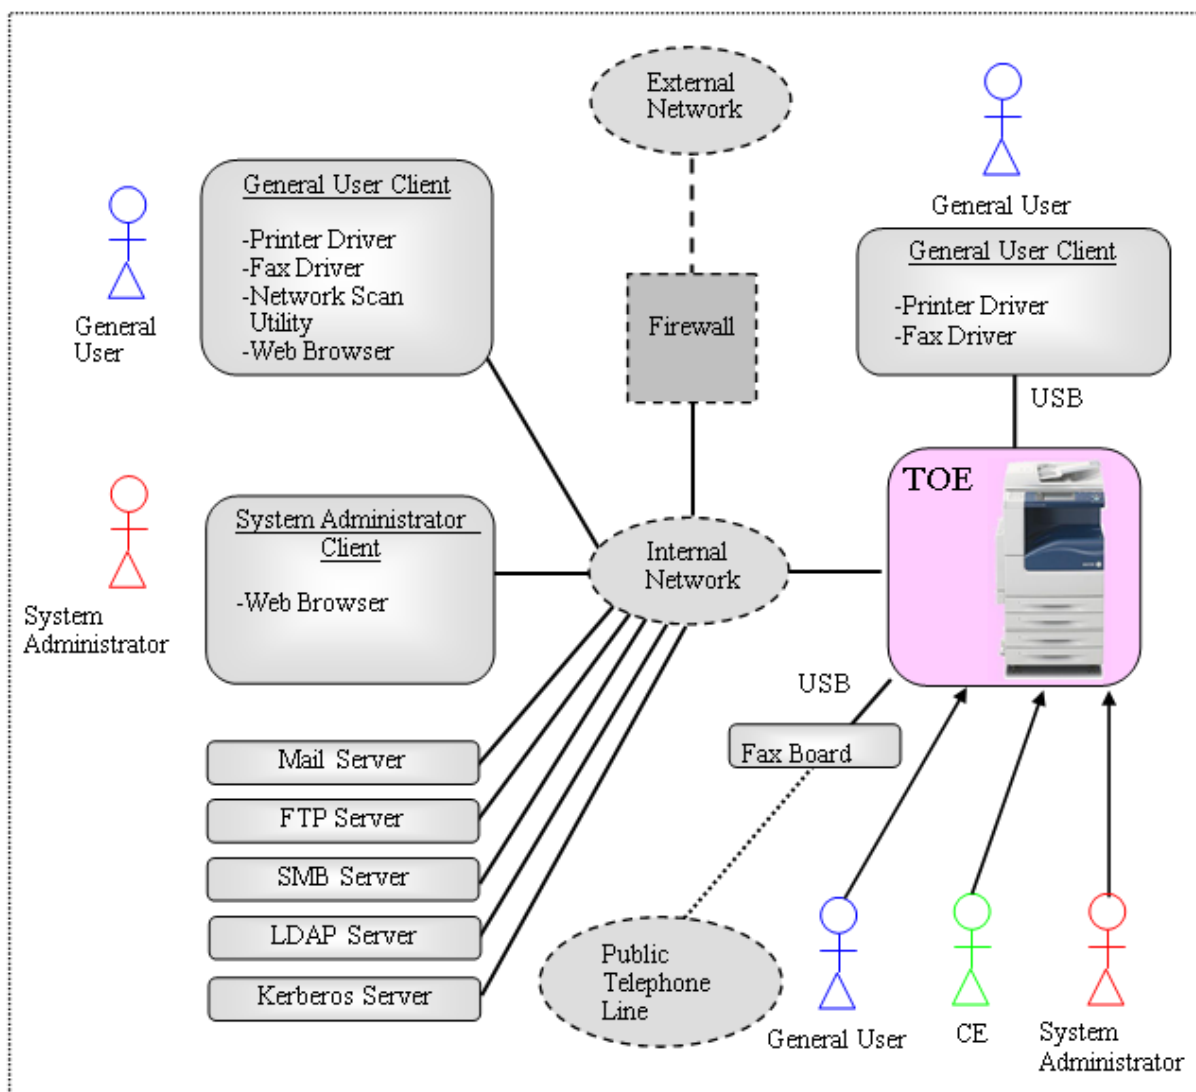 External
Network
General User
General User Client
-Printer Driver
-Fax Driver
-Network Scan
Utility
-Web Browser
General
User
Firewall
General User Client
-Printer Driver
-Fax Driver
USB
TOE
System Administrator
Client
-Web Browser
System
Administrator
Internal
Network
USB
Fax Board
Mail Server
FTP Server
SMB Server
LDAP Server
Kerberos Server
Public
Telephone
Line
General User
CE
System
Administrator